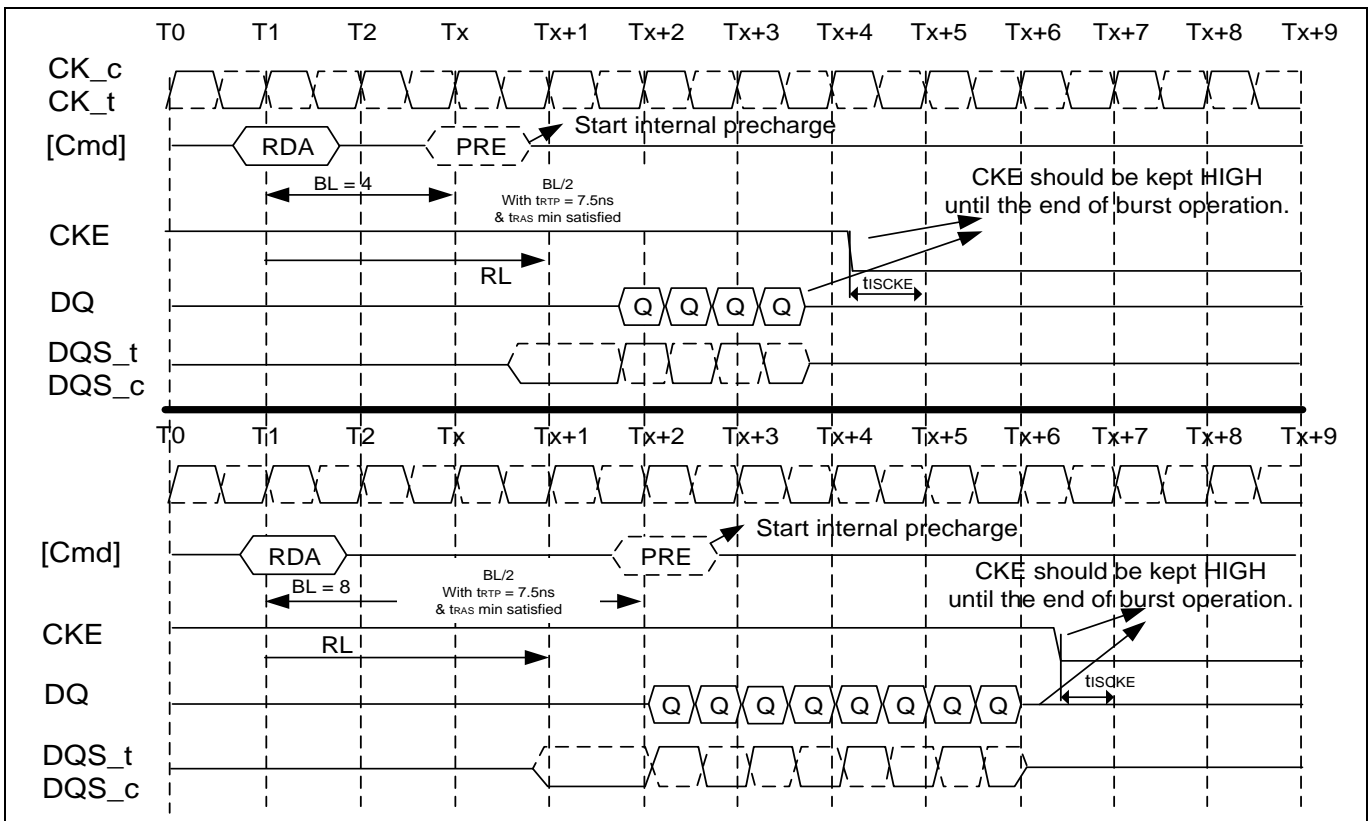 T0 T1 T2 Tx Tx+1 Tx+2 Tx+3 Tx+4 Tx+5 Tx+6 Tx+7 Tx+8 Tx+9
CK_c
CK_t
[Cmd] RDA PRE Start internal precharge
BL = 4
BL/2
With tRTP = 7.5ns
& tRAS min satisfied
CKE should be kept HIGH
until the end of burst operation.
CKE
RL
tISCKE
DQ Q Q Q Q
DQS_t
DQS_c
T0 T1 T2 Tx Tx+1 Tx+2 Tx+3 Tx+4 Tx+5 Tx+6 Tx+7 Tx+8 Tx+9
[Cmd] RDA PRE Start internal precharge
BL = 8
BL/2
With tRTP = 7.5ns
& tRAS min satisfied
CKE should be kept HIGH
until the end of burst operation.
CKE
RL
tISCKE
DQ Q Q Q Q Q Q Q Q
DQS_t
DQS_c